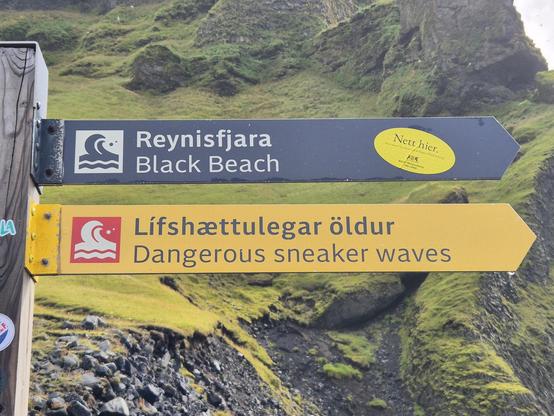 Reynisfjara
Black Beach
Nett hier.
Lífshættulegar öldur
Dangerous sneaker waves